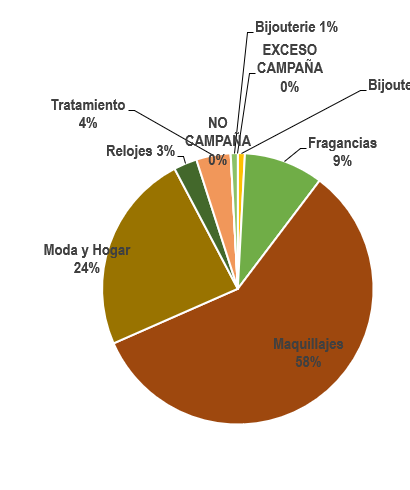 Bijouterie 1%
EXCESO
CAMPAÑA
0%
Bijoute
Tratamiento
4%
NO
CAMPAÑA
0%
Relojes 3%
Fragancias
9%
Moda y Hogar
24%
Maquillajes
58%